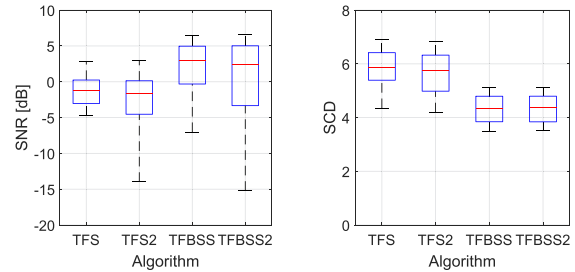 10
5
0
-5
-10
-15
-20
SNR [dB]
TFS TFS2 TFBSS TFBSS2
Algorithm
8
6
4
2
0
SCD
TFS TFS2 TFBSS TFBSS2
Algorithm